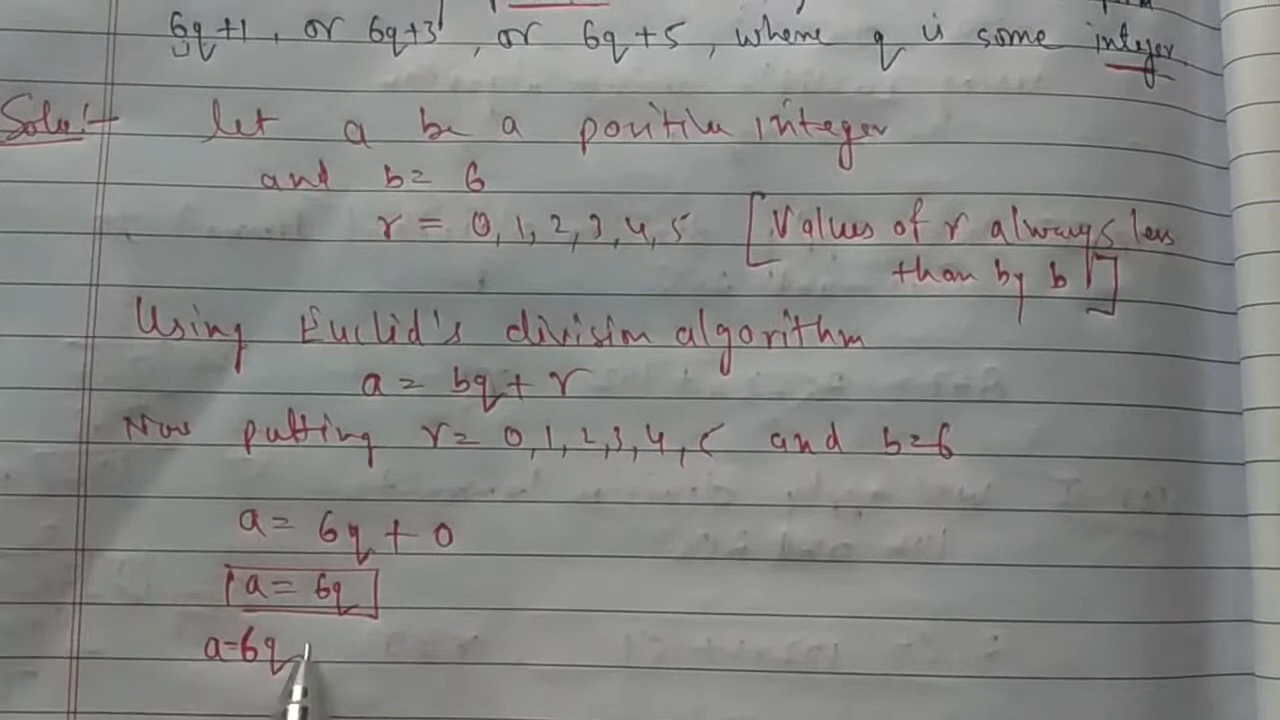 6q+1, or 6q+3, or 6q+5, where q is some integer.
Solu:- let a be a positive integer
and b= 6
r = 0,1,2,3,4,5 [Values of r always less
than by b]
Using Euclid's division algorithm
a= bq + r
Now putting r= 0,1,2,3,4,5 and b=6
a= 6q + 0
a= 6q
a=6q